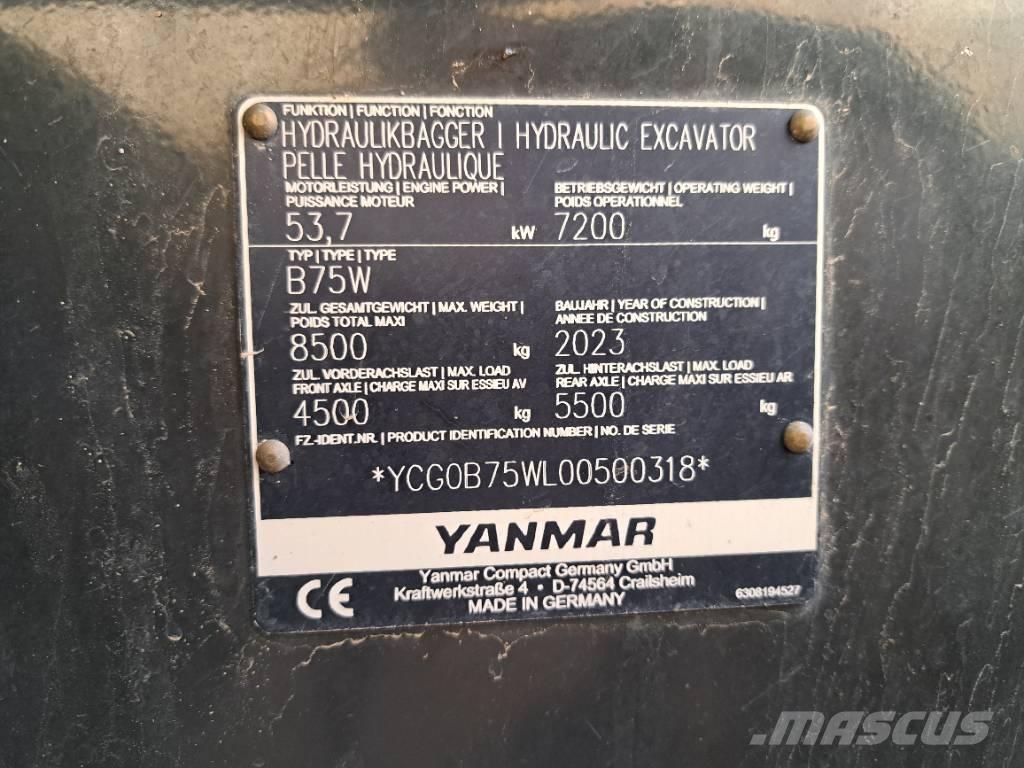 FUNKTION | FUNCTION | FONCTION
HYDRAULIKBAGGER | HYDRAULIC EXCAVATOR
PELLE HYDRAULIQUE
MOTORLEISTUNG | ENGINE POWER |
PUISSANCE MOTEUR
53,7 kW
BETRIEBSGEWICHT | OPERATING WEIGHT |
POIDS OPERATIONNEL
7200 kg
TYP | TYPE | TYPE
B75W
ZUL. GESAMTGEWICHT | MAX. WEIGHT |
POIDS TOTAL MAXI
8500 kg
BAUJAHR | YEAR OF CONSTRUCTION |
ANNEE DE CONSTRUCTION
2023
ZUL. VORDERACHSLAST | MAX. LOAD
FRONT AXLE | CHARGE MAXI SUR ESSIEU AV
4500 kg
ZUL. HINTERACHSLAST | MAX. LOAD
REAR AXLE | CHARGE MAXI SUR ESSIEU AR
5500 kg
FZ.-IDENT.NR. | PRODUCT IDENTIFICATION NUMBER | NO. DE SERIE
*YCG0B75WL00500318*
YANMAR
Yanmar Compact Germany GmbH
Kraftwerkstraße 4 • D-74564 Crailsheim
MADE IN GERMANY
CE
6308194527
MASCUS